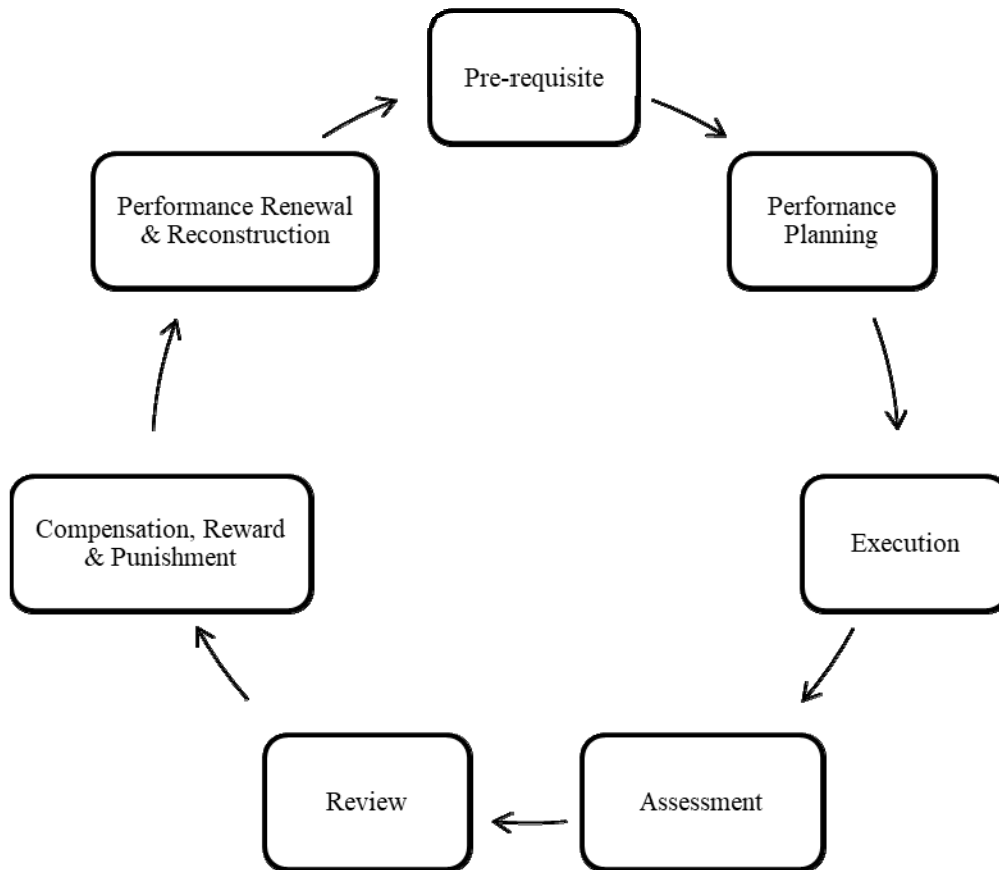 Pre-requisite
Perfornance
Planning
Execution
Assessment
Review
Compensation, Reward
& Punishment
Performance Renewal
& Reconstruction